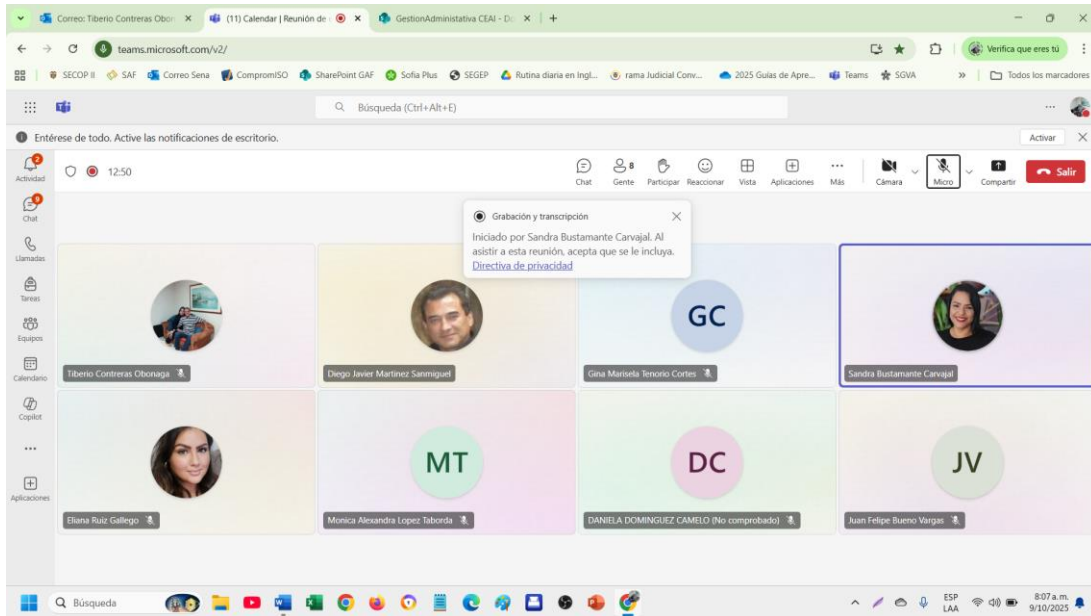 Correo: Tiberio Contreras Obon
(11) Calendar | Reunión de
GestionAdministativa CEAI - Do
teams.microsoft.com/v2/
Verifica que eres tú
SECOP II
SAF
Correo Sena
CompromISO
SharePoint GAF
Sofia Plus
SEGEP
Rutina diaria en Ingl...
rama Judicial Conv...
2025 Guias de Apre...
Teams
SGVA
»
Todos los marcadores
Búsqueda (Ctrl+Alt+E)
Entérese de todo. Active las notificaciones de escritorio.
Activar
2
Actividad
12:50
Chat
8
Gente
Participar
Reaccionar
Vista
Aplicaciones
Más
Cámara
Micro
Compartir
Salir
9
Chat
Llamadas
Tareas
Equipos
Calendario
Copilot
Aplicaciones
Grabación y transcripción
Iniciado por Sandra Bustamante Carvajal. Al
asistir a esta reunión, acepta que se le incluya.
Directiva de privacidad
GC
Tiberio Contreras Obonaga
Diego Javier Martinez Sanmiguel
Gina Marisela Tenorio Cortes
Sandra Bustamante Carvajal
MT
DC
JV
Eliana Ruiz Gallego
Monica Alexandra Lopez Taborda
DANIELA DOMINGUEZ CAMELO (No comprobado)
Juan Felipe Bueno Vargas
Búsqueda
ESP
LAA
8:07 a. m.
9/10/2025